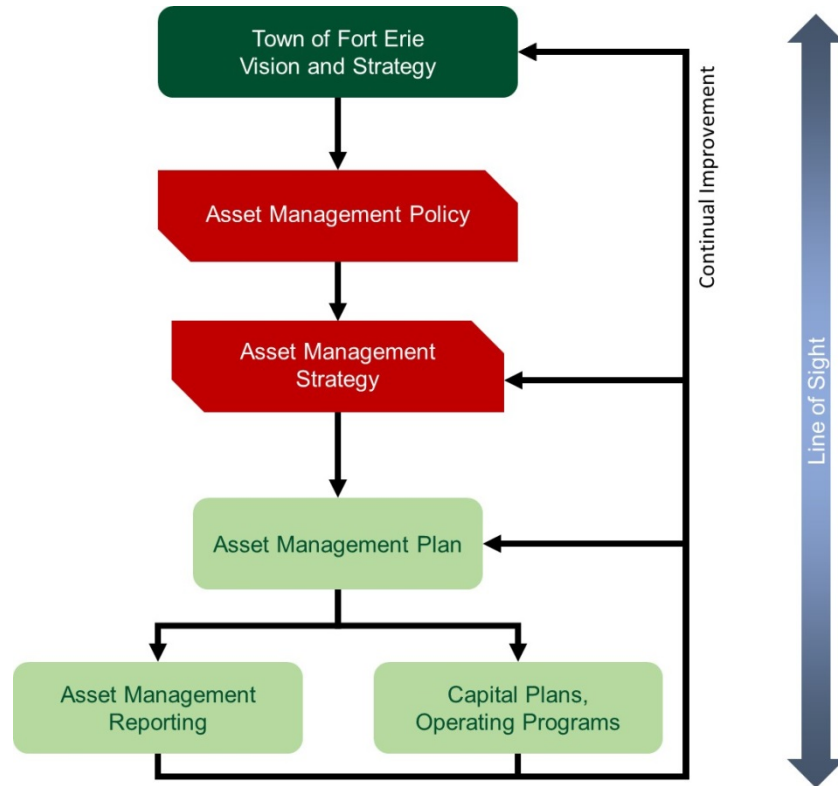 Town of Fort Erie
Vision and Strategy
Asset Management Policy
Asset Management
Strategy
Asset Management Plan
Asset Management
Reporting
Capital Plans,
Operating Programs
Continual Improvement
Line of Sight